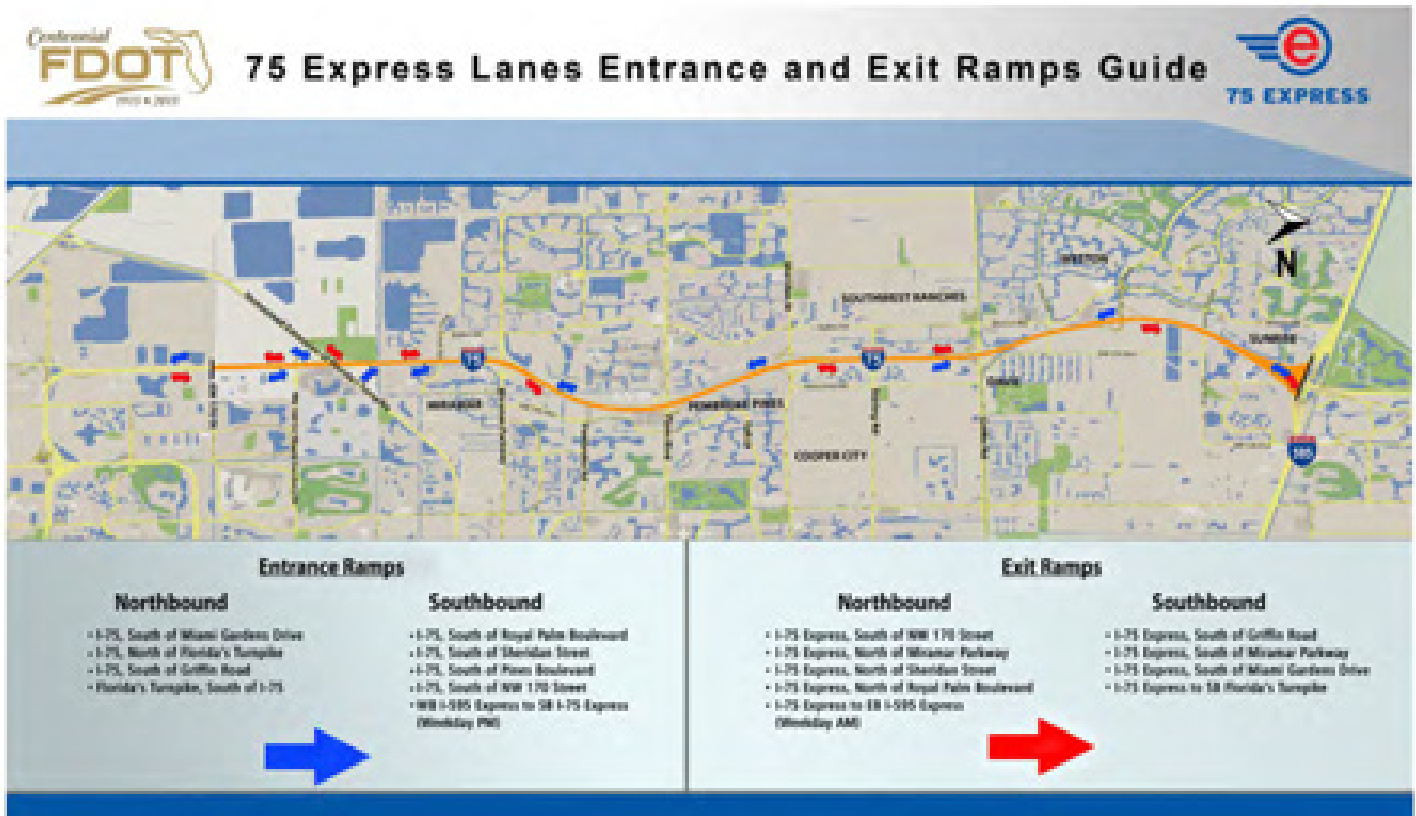 Centennial
FDOT
1915 • 2015
75 Express Lanes Entrance and Exit Ramps Guide
e
75 EXPRESS
N
WESTON
SOUTHWEST RANCHES
SUNRISE
75
75
MIRAMAR
PEMBROKE PINES
DAVIE
COOPER CITY
595
Entrance Ramps
Northbound
• I-75, South of Miami Gardens Drive
• I-75, North of Florida's Turnpike
• I-75, South of Griffin Road
• Florida's Turnpike, South of I-75
Southbound
• I-75, South of Royal Palm Boulevard
• I-75, South of Sheridan Street
• I-75, South of Pines Boulevard
• I-75, South of NW 170 Street
• WB I-595 Express to SB I-75 Express
(Weekday PM)
Exit Ramps
Northbound
• I-75 Express, South of NW 170 Street
• I-75 Express, North of Miramar Parkway
• I-75 Express, North of Sheridan Street
• I-75 Express, North of Royal Palm Boulevard
• I-75 Express to EB I-595 Express
(Weekday AM)
Southbound
• I-75 Express, South of Griffin Road
• I-75 Express, South of Miramar Parkway
• I-75 Express, South of Miami Gardens Drive
• I-75 Express to SB Florida's Turnpike